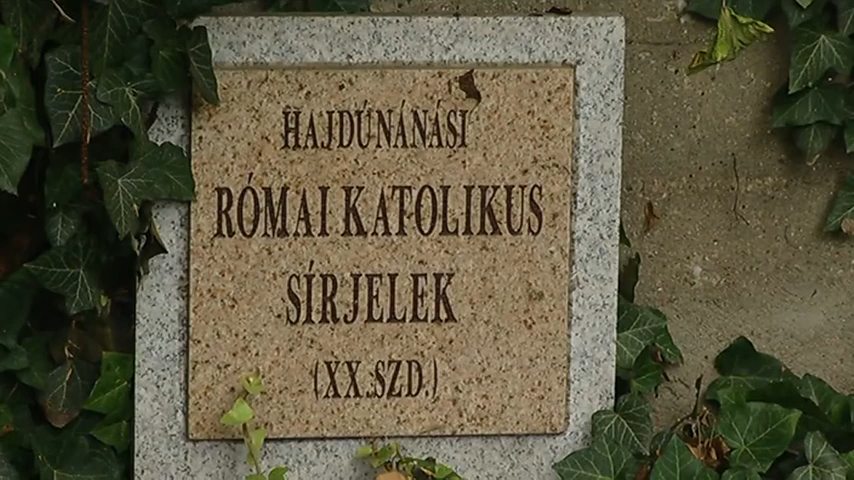 HAJDÚNÁNÁSI
RÓMAI KATOLIKUS
SÍRJELEK
(XX.SZD.)